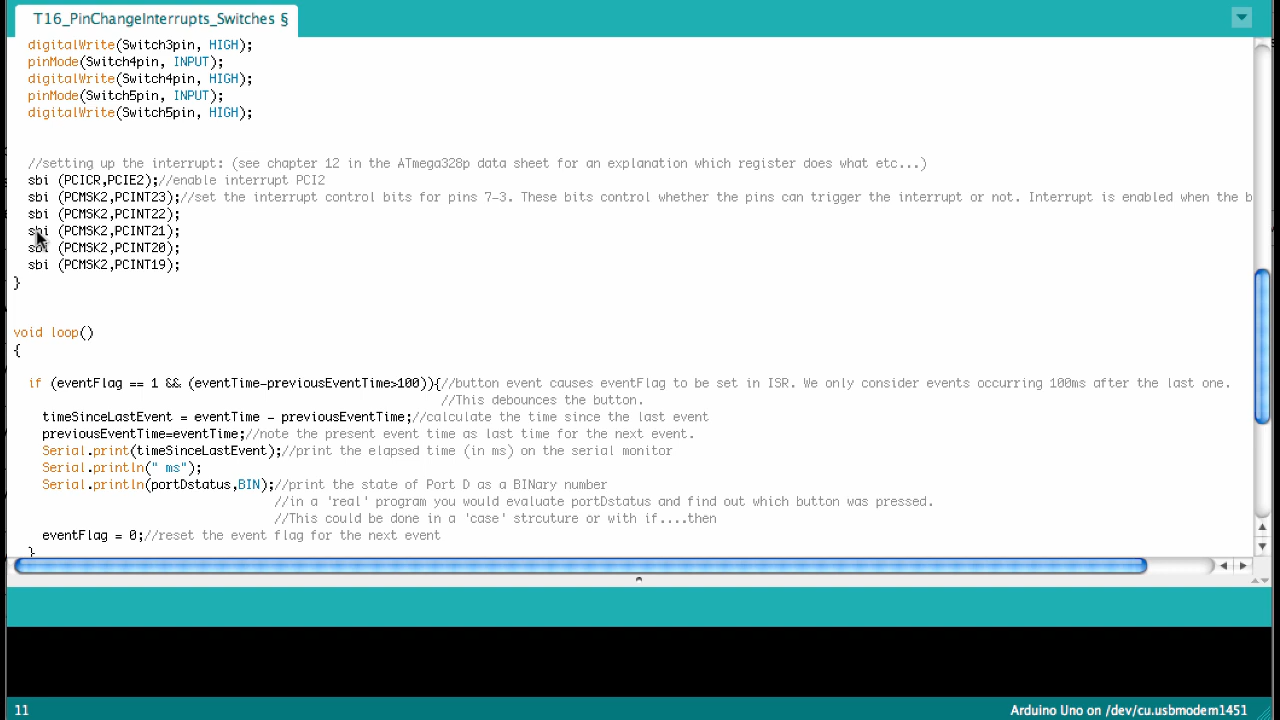 T16_PinChangeInterrupts_Switches §
digitalWrite(Switch3pin, HIGH);
pinMode(Switch4pin, INPUT);
digitalWrite(Switch4pin, HIGH);
pinMode(Switch5pin, INPUT);
digitalWrite(Switch5pin, HIGH);
//setting up the interrupt: (see chapter 12 in the ATmega328p data sheet for an explanation which register does what etc...)
sbi (PCICR,PCIE2);//enable interrupt PCI2
sbi (PCMSK2,PCINT23);//set the interrupt control bits for pins 7-3. These bits control whether the pins can trigger the interrupt or not. Interrupt is enabled when the b
sbi (PCMSK2,PCINT22);
sbi (PCMSK2,PCINT21);
sbi (PCMSK2,PCINT20);
sbi (PCMSK2,PCINT19);
}
void loop()
{
if (eventFlag == 1 && (eventTime-previousEventTime>100)){//button event causes eventFlag to be set in ISR. We only consider events occurring 100ms after the last one.
//This debounces the button.
timeSinceLastEvent = eventTime - previousEventTime;//calculate the time since the last event
previousEventTime=eventTime;//note the present event time as last time for the next event.
Serial.print(timeSinceLastEvent);//print the elapsed time (in ms) on the serial monitor
Serial.println(" ms");
Serial.println(portDstatus,BIN);//print the state of Port D as a BINary number
//in a 'real' program you would evaluate portDstatus and find out which button was pressed.
//This could be done in a 'case' strcuture or with if....then
eventFlag = 0;//reset the event flag for the next event
}
11
Arduino Uno on /dev/cu.usbmodem1451